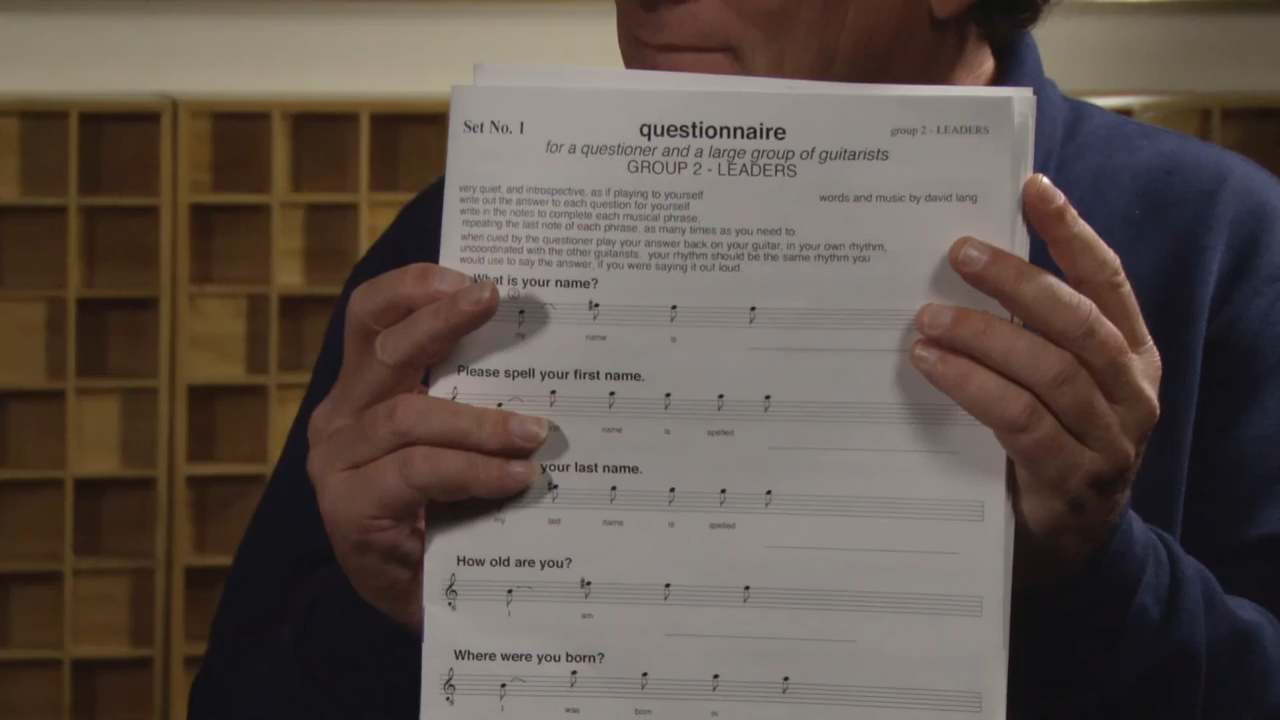 Set No. 1
questionnaire
group 2 - LEADERS
for a questioner and a large group of guitarists
GROUP 2 - LEADERS
very quiet, and introspective, as if playing to yourself
words and music by david lang
write out the answer to each question for yourself
write in the notes to complete each musical phrase,
repeating the last note of each phrase, as many times as you need to.
when cued by the questioner play your answer back on your guitar, in your own rhythm,
uncoordinated with the other guitarists. your rhythm should be the same rhythm you
would use to say the answer, if you were saying it out loud.
What is your name?
2
my name is
Please spell your first name.
name is spelled
your last name.
my last name is spelled
How old are you?
I am
Where were you born?
I was born in